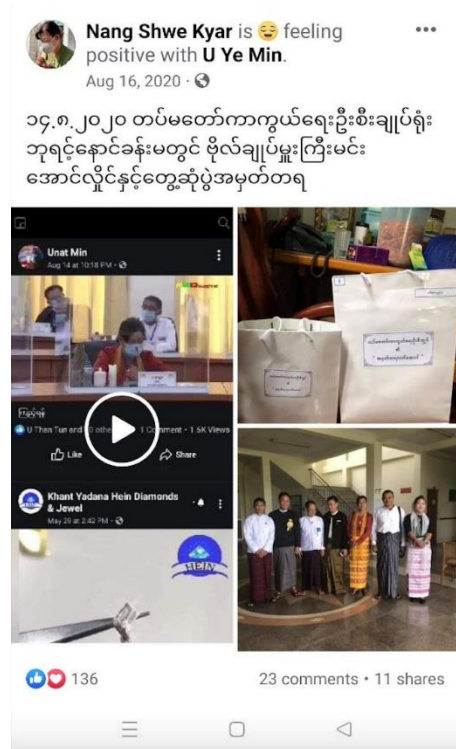 Nang Shwe Kyar is 😌 feeling
positive with U Ye Min.
Aug 16, 2020
၁၄.၈.၂၀၂၀ တပ်မတော်ကာကွယ်ရေးဦးစီးချုပ်ရုံး
ဘုရင့်နောင်ခန်းမတွင် ဗိုလ်ချုပ်မှူးကြီးမင်း
အောင်လှိုင်နှင့်တွေ့ဆုံပွဲအမှတ်တရ
Unat Min
Aug 14 at 10:18 PM
U Than Tun and
1 Comment • 1.6K Views
Like
Share
Khant Yadana Hein Diamonds
& Jewel
May 29 at 2:42 PM
HEIN
136
23 comments • 11 shares